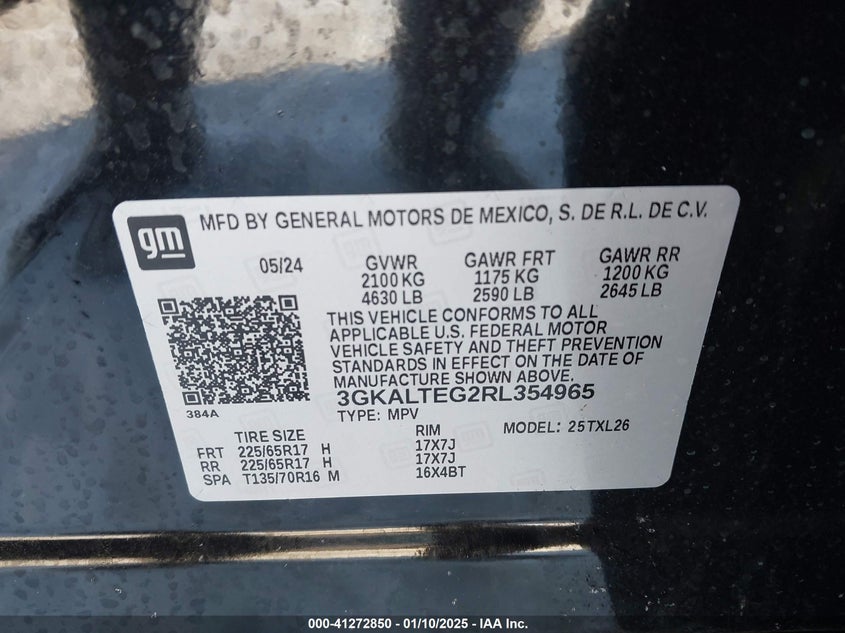 gm
MFD BY GENERAL MOTORS DE MEXICO, S. DE R.L. DE C.V.
05/24 GVWR GAWR FRT GAWR RR
2100 KG 1175 KG 1200 KG
4630 LB 2590 LB 2645 LB
THIS VEHICLE CONFORMS TO ALL
APPLICABLE U.S. FEDERAL MOTOR
VEHICLE SAFETY AND THEFT PREVENTION
STANDARDS IN EFFECT ON THE DATE OF
MANUFACTURE SHOWN ABOVE.
3GKALTEG2RL354965
384A
TYPE: MPV
TIRE SIZE RIM MODEL: 25TXL26
FRT 225/65R17 H 17X7J
RR 225/65R17 H 17X7J
SPA T135/70R16 M 16X4BT
000-41272850 - 01/10/2025 - IAA Inc.